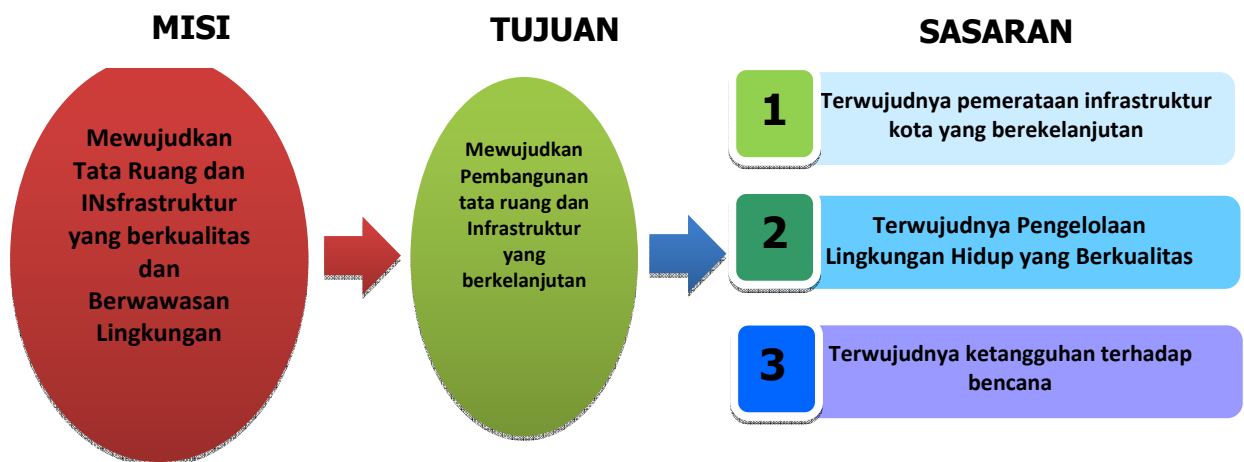 MISI
Mewujudkan
Tata Ruang dan
INsfrastruktur
yang berkualitas
dan
Berwawasan
Lingkungan
TUJUAN
Mewujudkan
Pembangunan
tata ruang dan
Infrastruktur
yang
berkelanjutan
SASARAN
1
Terwujudnya pemerataan infrastruktur
kota yang berekelanjutan
2
Terwujudnya Pengelolaan
Lingkungan Hidup yang Berkualitas
3
Terwujudnya ketangguhan terhadap
bencana